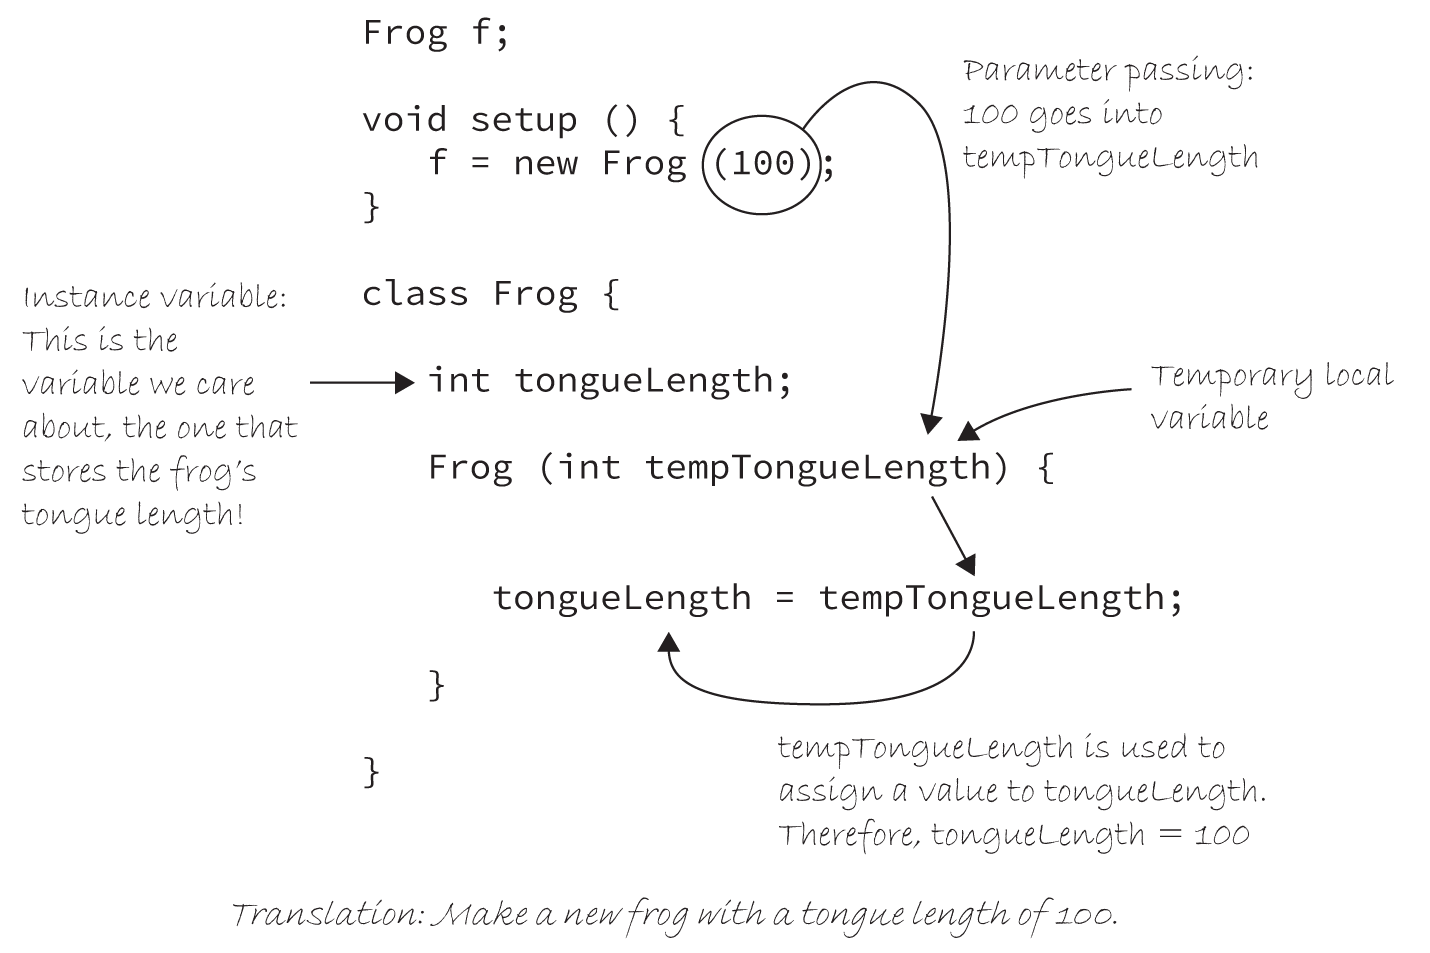 Frog f;
Parameter passing:
100 goes into
tempTongueLength
void setup () {
f = new Frog (100);
}
Instance variable:
This is the
variable we care
about, the one that
stores the frog's
tongue length!
class Frog {
int tongueLength;
Temporary local
variable
Frog (int tempTongueLength) {
tongueLength = tempTongueLength;
}
tempTongueLength is used to
assign a value to tongueLength.
Therefore, tongueLength = 100
}
Translation: Make a new frog with a tongue length of 100.